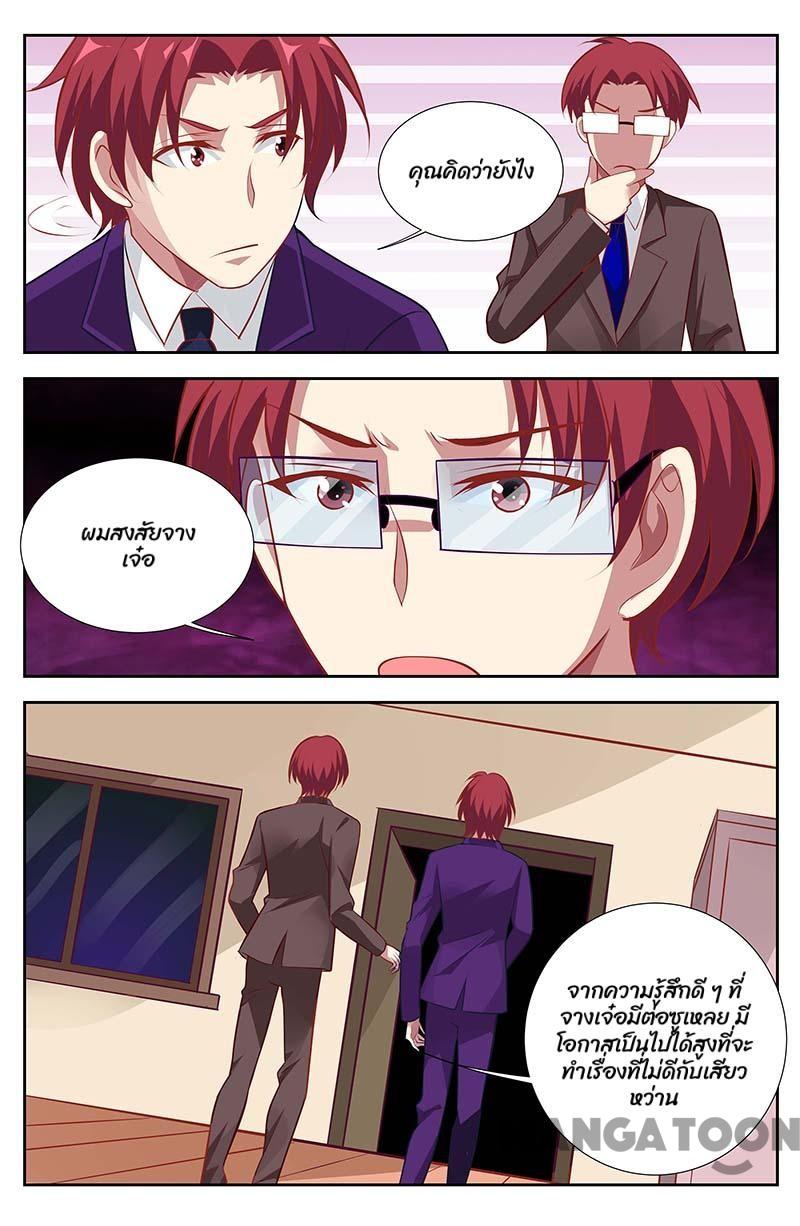 คุณคิดว่ายังไง
ผมสงสัยจาง
เจ๋อ
จากความรู้สึกดี ๆ ที่
จางเจ๋อมีต่อซูเหลย มี
โอกาสเป็นไปได้สูงที่จะ
ทำเรื่องที่ไม่ดีกับเสียว
หว่าน
MANGATOON